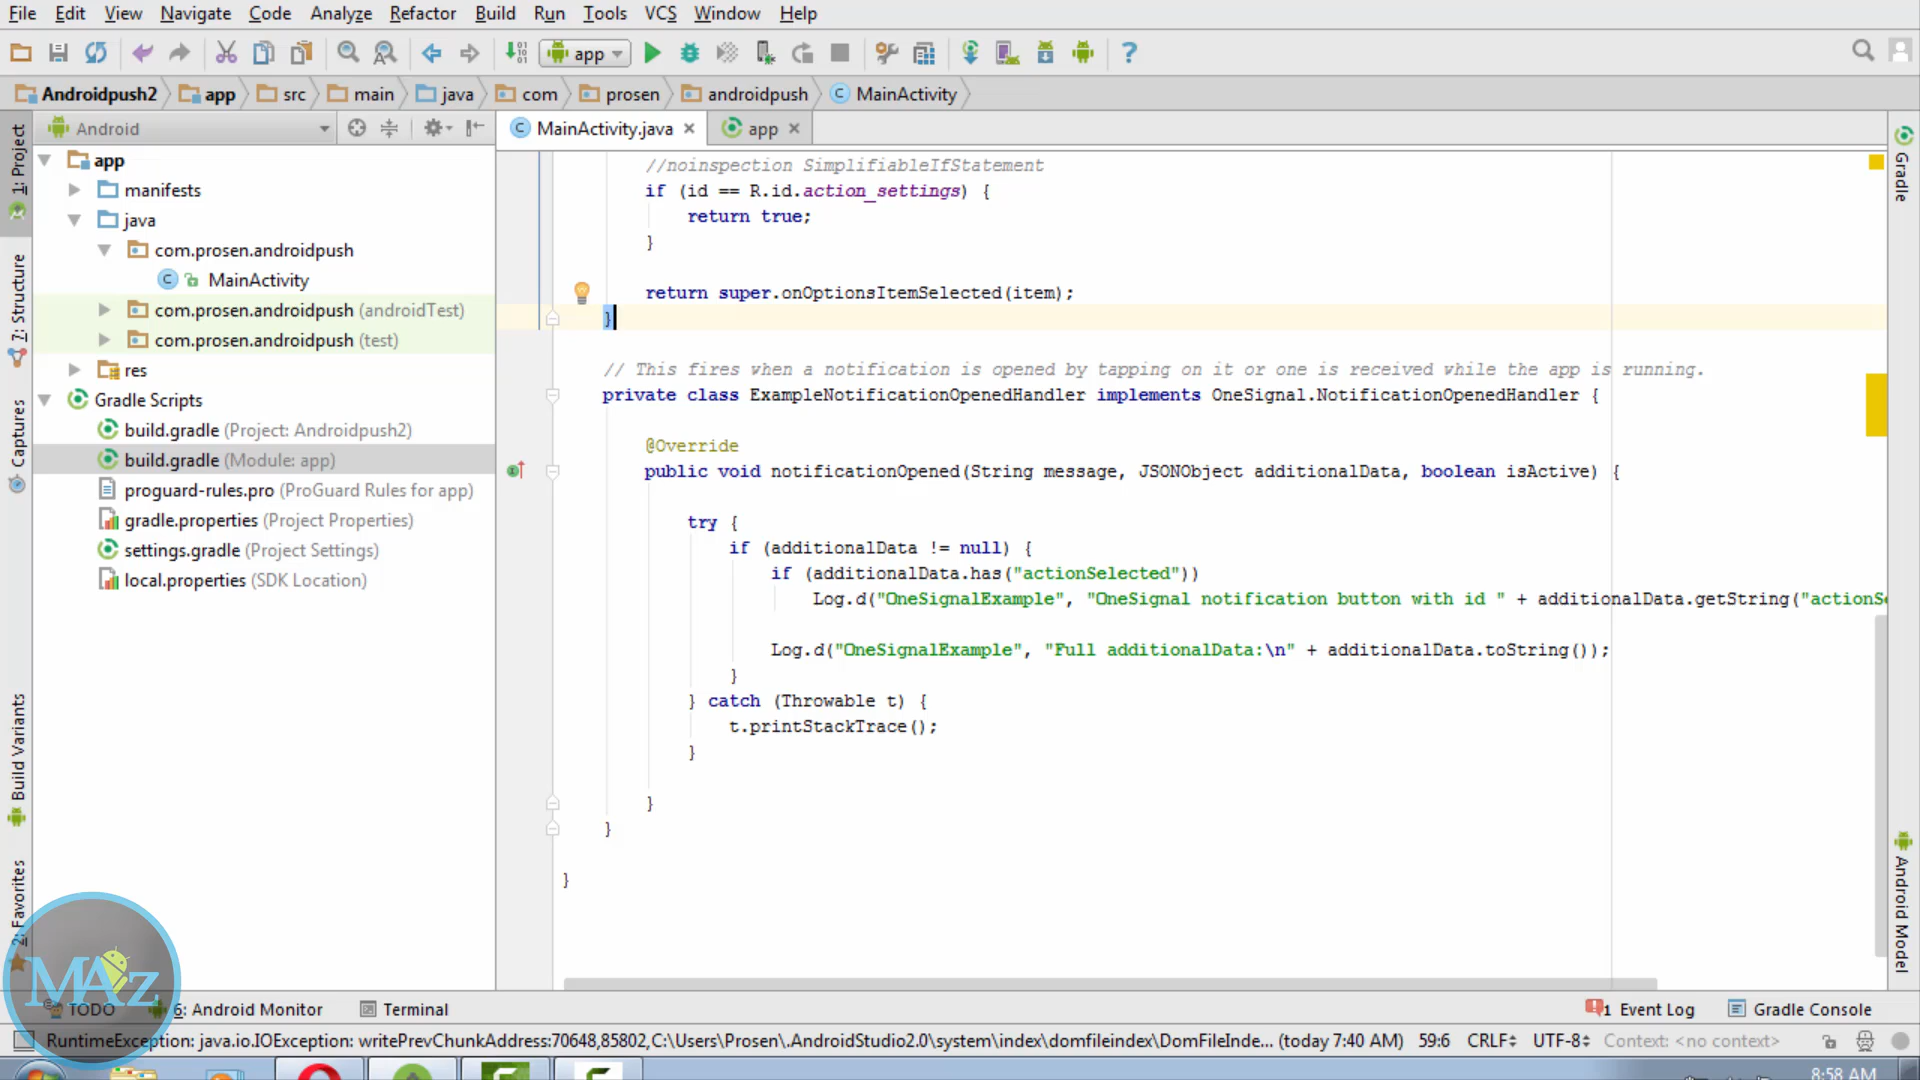 File Edit View Navigate Code Analyze Refactor Build Run Tools VCS Window Help
app
Androidpush2 app src main java com prosen androidpush MainActivity
Android
MainActivity.java app
1: Project
7: Structure
Captures
Build Variants
2: Favorites
app
manifests
java
com.prosen.androidpush
MainActivity
com.prosen.androidpush (androidTest)
com.prosen.androidpush (test)
res
Gradle Scripts
build.gradle (Project: Androidpush2)
build.gradle (Module: app)
proguard-rules.pro (ProGuard Rules for app)
gradle.properties (Project Properties)
settings.gradle (Project Settings)
local.properties (SDK Location)
//noinspection SimplifiableIfStatement
if (id == R.id.action_settings) {
return true;
}
return super.onOptionsItemSelected(item);
}
// This fires when a notification is opened by tapping on it or one is received while the app is running.
private class ExampleNotificationOpenedHandler implements OneSignal.NotificationOpenedHandler {
@Override
public void notificationOpened(String message, JSONObject additionalData, boolean isActive) {
try {
if (additionalData != null) {
if (additionalData.has("actionSelected"))
Log.d("OneSignalExample", "OneSignal notification button with id " + additionalData.getString("actionSe
Log.d("OneSignalExample", "Full additionalData:\n" + additionalData.toString());
}
} catch (Throwable t) {
t.printStackTrace();
}
}
}
}
Gradle
Android Model
MAz
TODO 6: Android Monitor Terminal 1 Event Log Gradle Console
RuntimeException: java.io.IOException: writePrevChunkAddress:70648,85802,C:\Users\Prosen\.AndroidStudio2.0\system\index\domfileindex\DomFileInde... (today 7:40 AM) 59:6 CRLF UTF-8 Context: <no context>
8:58 AM